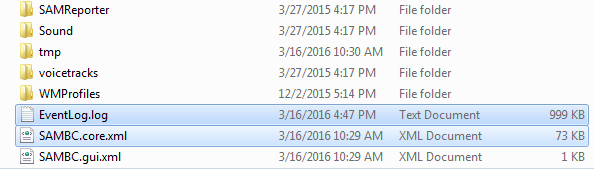 SAMReporter 3/27/2015 4:17 PM File folder
Sound 3/27/2015 4:17 PM File folder
tmp 3/16/2016 10:30 AM File folder
voicetracks 3/27/2015 4:17 PM File folder
WMProfiles 12/2/2015 5:14 PM File folder
EventLog.log 3/16/2016 4:47 PM Text Document 999 KB
SAMBC.core.xml 3/16/2016 10:29 AM XML Document 73 KB
SAMBC.gui.xml 3/16/2016 10:29 AM XML Document 1 KB